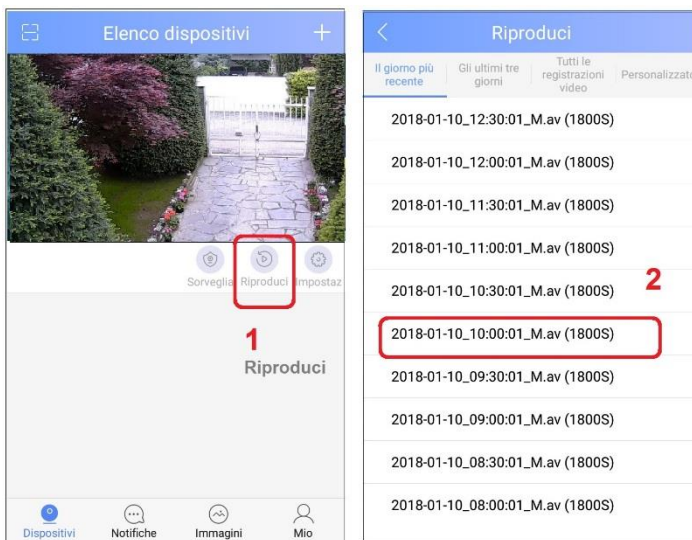 Elenco dispositivi
Sorveglia Riproduci Impostaz
1
Riproduci
Dispositivi Notifiche Immagini Mio
Riproduci
Il giorno più
recente
Gli ultimi tre
giorni
Tutti le
registrazioni
video
Personalizzato
2018-01-10_12:30:01_M.av (1800S)
2018-01-10_12:00:01_M.av (1800S)
2018-01-10_11:30:01_M.av (1800S)
2018-01-10_11:00:01_M.av (1800S)
2018-01-10_10:30:01_M.av (1800S)
2
2018-01-10_10:00:01_M.av (1800S)
2018-01-10_09:30:01_M.av (1800S)
2018-01-10_09:00:01_M.av (1800S)
2018-01-10_08:30:01_M.av (1800S)
2018-01-10_08:00:01_M.av (1800S)